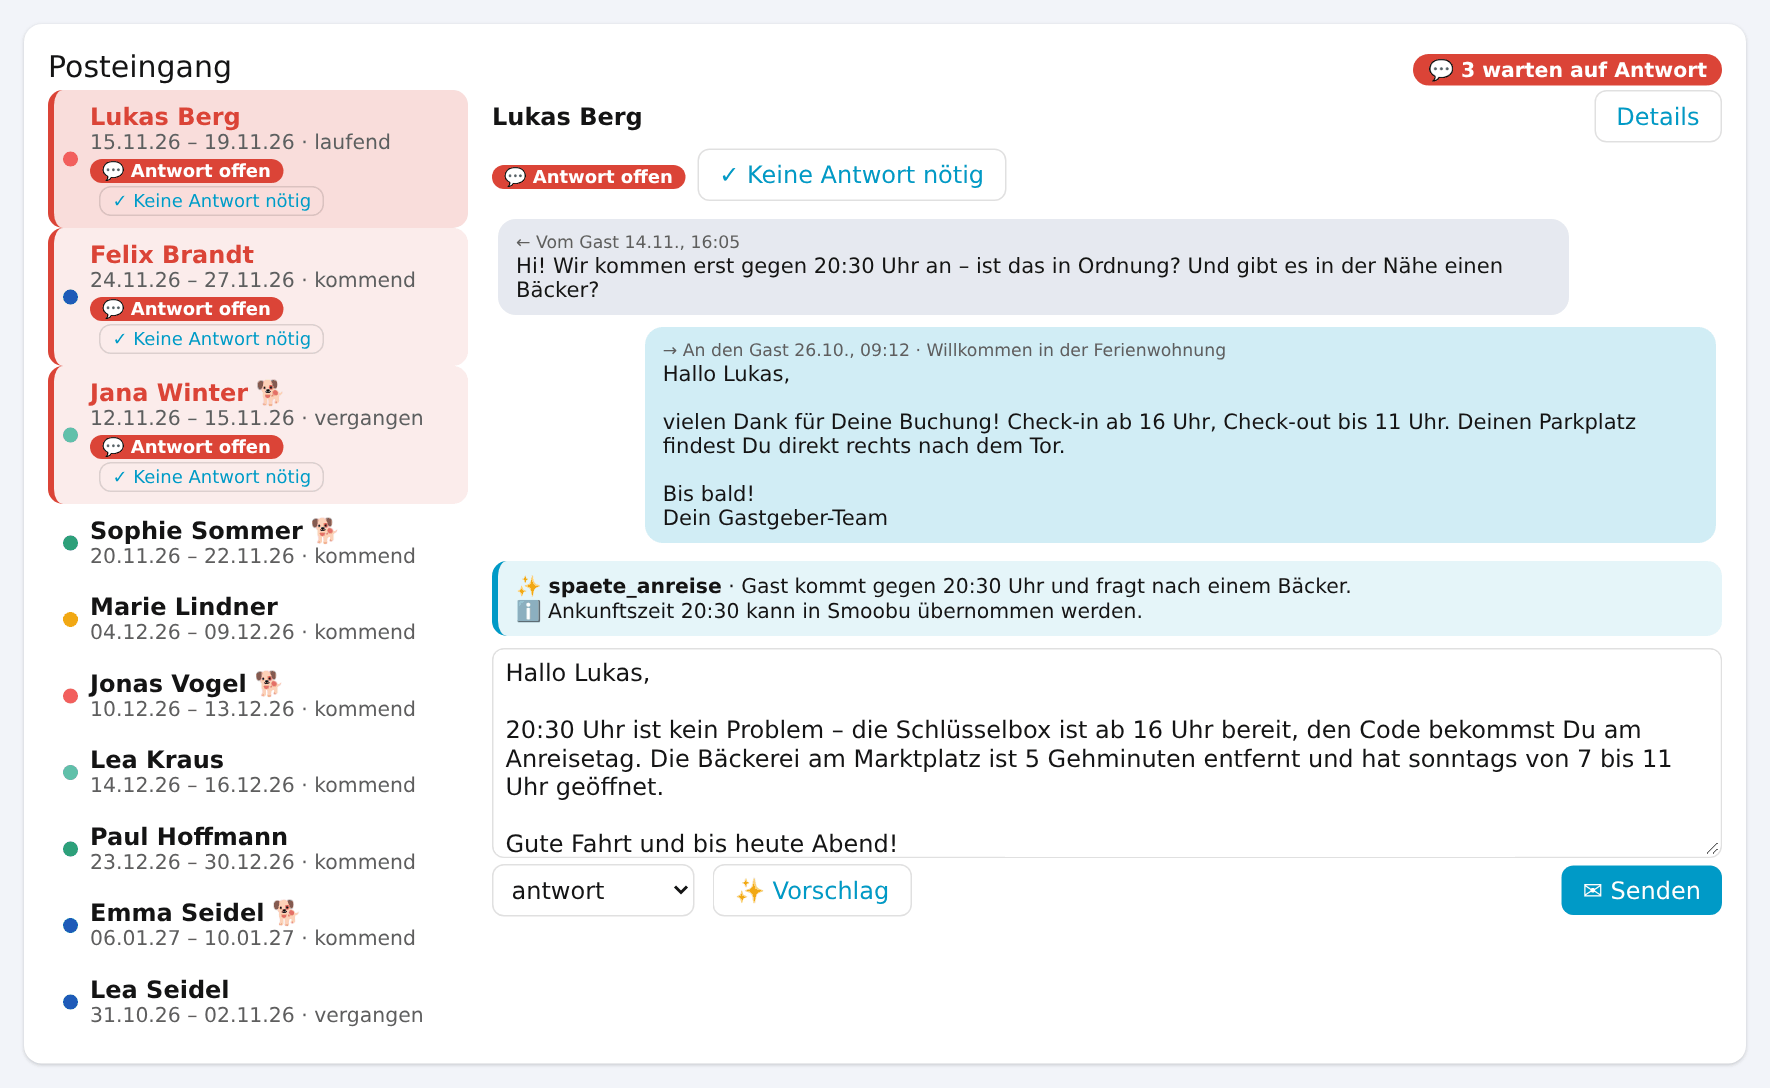 Posteingang
💬 3 warten auf Antwort
Lukas Berg
15.11.26 – 19.11.26 · laufend
💬 Antwort offen
✓ Keine Antwort nötig
Felix Brandt
24.11.26 – 27.11.26 · kommend
💬 Antwort offen
✓ Keine Antwort nötig
Jana Winter 🐕
12.11.26 – 15.11.26 · vergangen
💬 Antwort offen
✓ Keine Antwort nötig
Sophie Sommer 🐕
20.11.26 – 22.11.26 · kommend
Marie Lindner
04.12.26 – 09.12.26 · kommend
Jonas Vogel 🐕
10.12.26 – 13.12.26 · kommend
Lea Kraus
14.12.26 – 16.12.26 · kommend
Paul Hoffmann
23.12.26 – 30.12.26 · kommend
Emma Seidel 🐕
06.01.27 – 10.01.27 · kommend
Lea Seidel
31.10.26 – 02.11.26 · vergangen
Lukas Berg
Details
💬 Antwort offen
✓ Keine Antwort nötig
← Vom Gast 14.11., 16:05
Hi! Wir kommen erst gegen 20:30 Uhr an – ist das in Ordnung? Und gibt es in der Nähe einen
Bäcker?
→ An den Gast 26.10., 09:12 · Willkommen in der Ferienwohnung
Hallo Lukas,
vielen Dank für Deine Buchung! Check-in ab 16 Uhr, Check-out bis 11 Uhr. Deinen Parkplatz
findest Du direkt rechts nach dem Tor.
Bis bald!
Dein Gastgeber-Team
✨ spaete_anreise · Gast kommt gegen 20:30 Uhr und fragt nach einem Bäcker.
ℹ️ Ankunftszeit 20:30 kann in Smoobu übernommen werden.
Hallo Lukas,
20:30 Uhr ist kein Problem – die Schlüsselbox ist ab 16 Uhr bereit, den Code bekommst Du am
Anreisetag. Die Bäckerei am Marktplatz ist 5 Gehminuten entfernt und hat sonntags von 7 bis 11
Uhr geöffnet.
Gute Fahrt und bis heute Abend!
antwort
✨ Vorschlag
✉ Senden